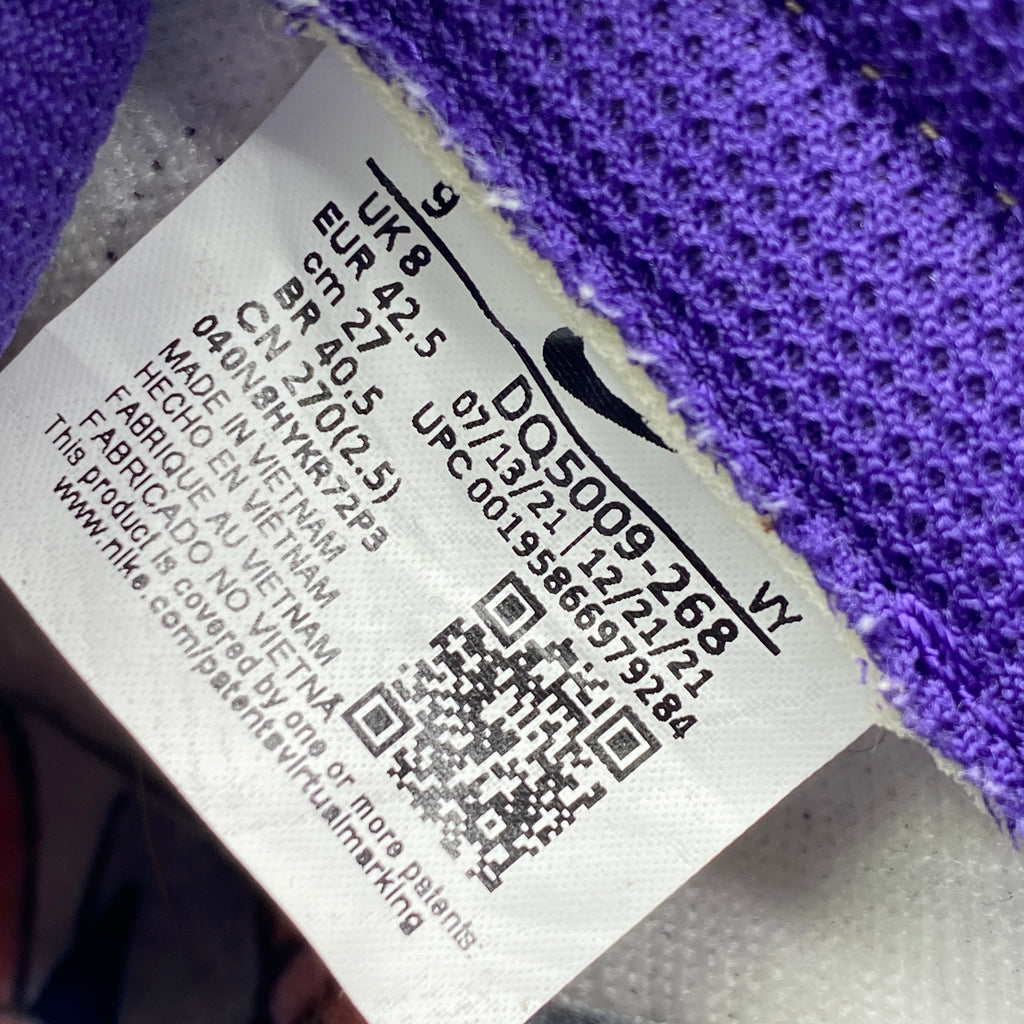 9
VY
UK 8
EUR 42.5
cm 27
BR 40.5
CN 270(2.5)
DQ5009-268
07/13/21 | 12/21/21
UPC 00195866979284
040N8HYKR72P3
MADE IN VIETNAM
HECHO EN VIETNAM
FABRIQUE AU VIETNAM
FABRICADO NO VIETNÃ
This product is covered by one or more patents.
www.nike.com/patentsvirtualmarking